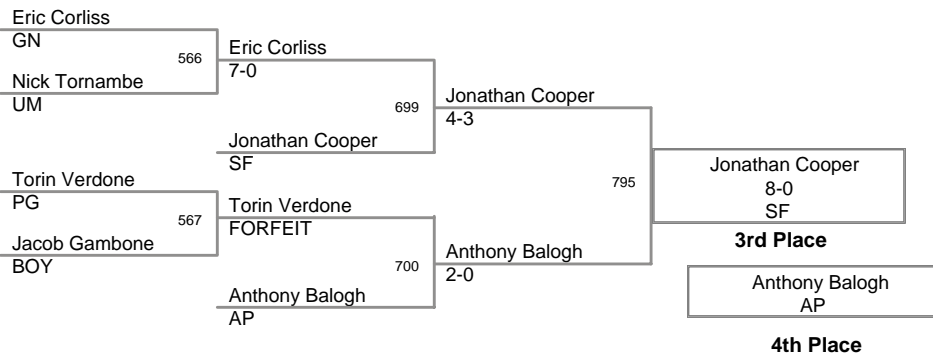 Eric Corliss
GN
566
Nick Tornambe
UM
Eric Corliss
7-0
699
Jonathan Cooper
SF
Jonathan Cooper
4-3
Torin Verdone
PG
567
Jacob Gambone
BOY
Torin Verdone
FORFEIT
700
Anthony Balogh
AP
Anthony Balogh
2-0
795
Jonathan Cooper
8-0
SF
3rd Place
Anthony Balogh
AP
4th Place